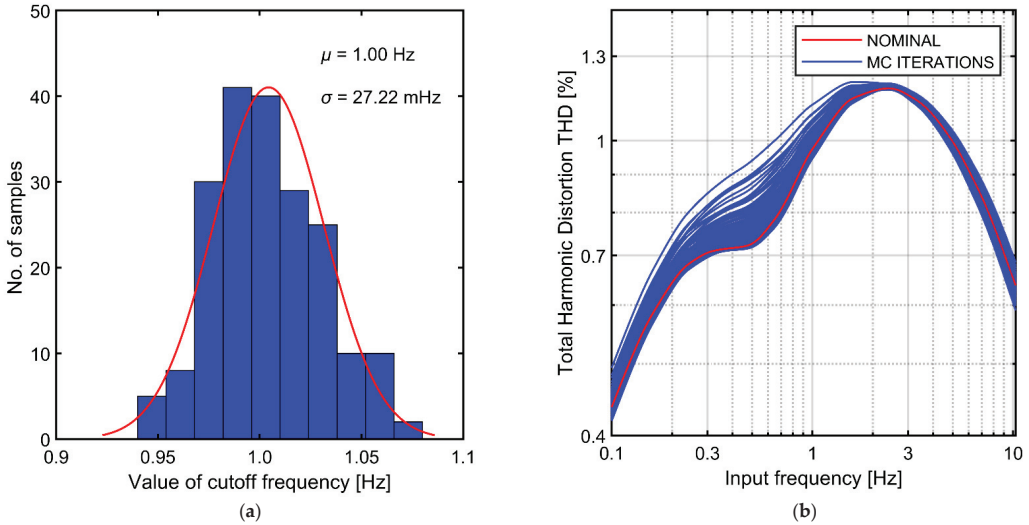 50
40
30
20
10
0
No. of samples
μ = 1.00 Hz
σ = 27.22 mHz
0.9
0.95
1.0
1.05
1.1
Value of cutoff frequency [Hz]
(a)
1.3
1
0.7
0.4
Total Harmonic Distortion THD [%]
NOMINAL
MC ITERATIONS
0.1
0.3
1
3
10
Input frequency [Hz]
(b)